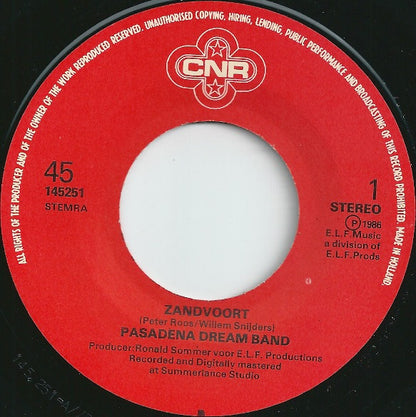 ALL RIGHTS OF THE PRODUCER AND OF THE OWNER OF THE WORK REPRODUCED RESERVED. UNAUTHORISED COPYING, HIRING, LENDING, PUBLIC PERFORMANCE AND BROADCASTING OF THIS RECORD PROHIBITED. MADE IN HOLLAND.
CNR
45
145251
STEMRA
1
STEREO
Ⓟ 1986
E.L.F. Music
a division of
E.L.F. Prods
ZANDVOORT
(Peter Roos/Willem Snijders)
PASADENA DREAM BAND
Producer: Ronald Sommer voor E.L.F. Productions
Recorded and Digitally mastered
at Summerlance Studio